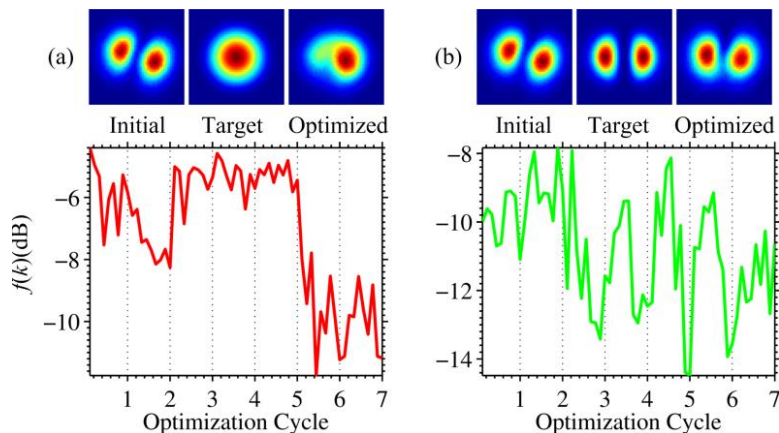 (a)
Initial Target Optimized
f(k)(dB)
−6
−8
−10
1 2 3 4 5 6 7
Optimization Cycle
(b)
Initial Target Optimized
−8
−10
−12
−14
1 2 3 4 5 6 7
Optimization Cycle